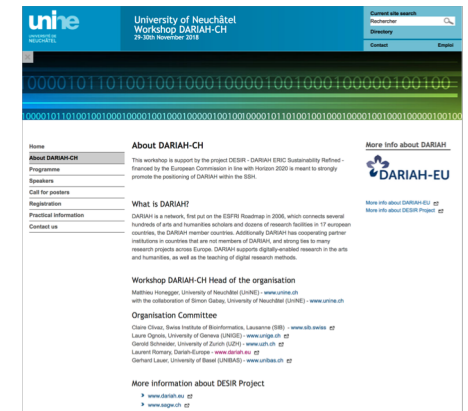 unine
UNIVERSITÉ DE
NEUCHÂTEL
University of Neuchâtel
Workshop DARIAH-CH
29-30th November 2018
Current site search
Rechercher
Directory
Contact
Emploi
Home
About DARIAH-CH
Programme
Speakers
Call for posters
Registration
Practical information
Contact us
About DARIAH-CH
This workshop is support by the project DESIR - DARIAH ERIC Sustainability Refined -
financed by the European Commission in line with Horizon 2020 is meant to strongly
promote the positioning of DARIAH within the SSH.
What is DARIAH?
DARIAH is a network, first put on the ESFRI Roadmap in 2006, which connects several
hundreds of arts and humanities scholars and dozens of research facilities in 17 european
countries, the DARIAH member countries. Additionally DARIAH has cooperating partner
institutions in countries that are not members of DARIAH, and strong ties to many
research projects across Europe. DARIAH supports digitally-enabled research in the arts
and humanities, as well as the teaching of digital research methods.
Workshop DARIAH-CH Head of the organisation
Matthieu Honegger, University of Neuchâtel (UniNE) - www.unine.ch
with the collaboration of Simon Gabay, University of Neuchâtel (UniNE) - www.unine.ch
Organisation Committee
Claire Clivaz, Swiss Institute of Bioinformatics, Lausanne (SIB) - www.sib.swiss
Laure Ognois, University of Geneva (UNIGE) - www.unige.ch
Gerold Schneider, University of Zurich (UZH) - www.uzh.ch
Laurent Romary, Dariah-Europe - www.dariah.eu
Gerhard Lauer, University of Basel (UNIBAS) - www.unibas.ch
More information about DESIR Project
www.dariah.eu
www.sagw.ch
More info about DARIAH
DARIAH-EU
More info about DARIAH-EU
More info about DESIR Project